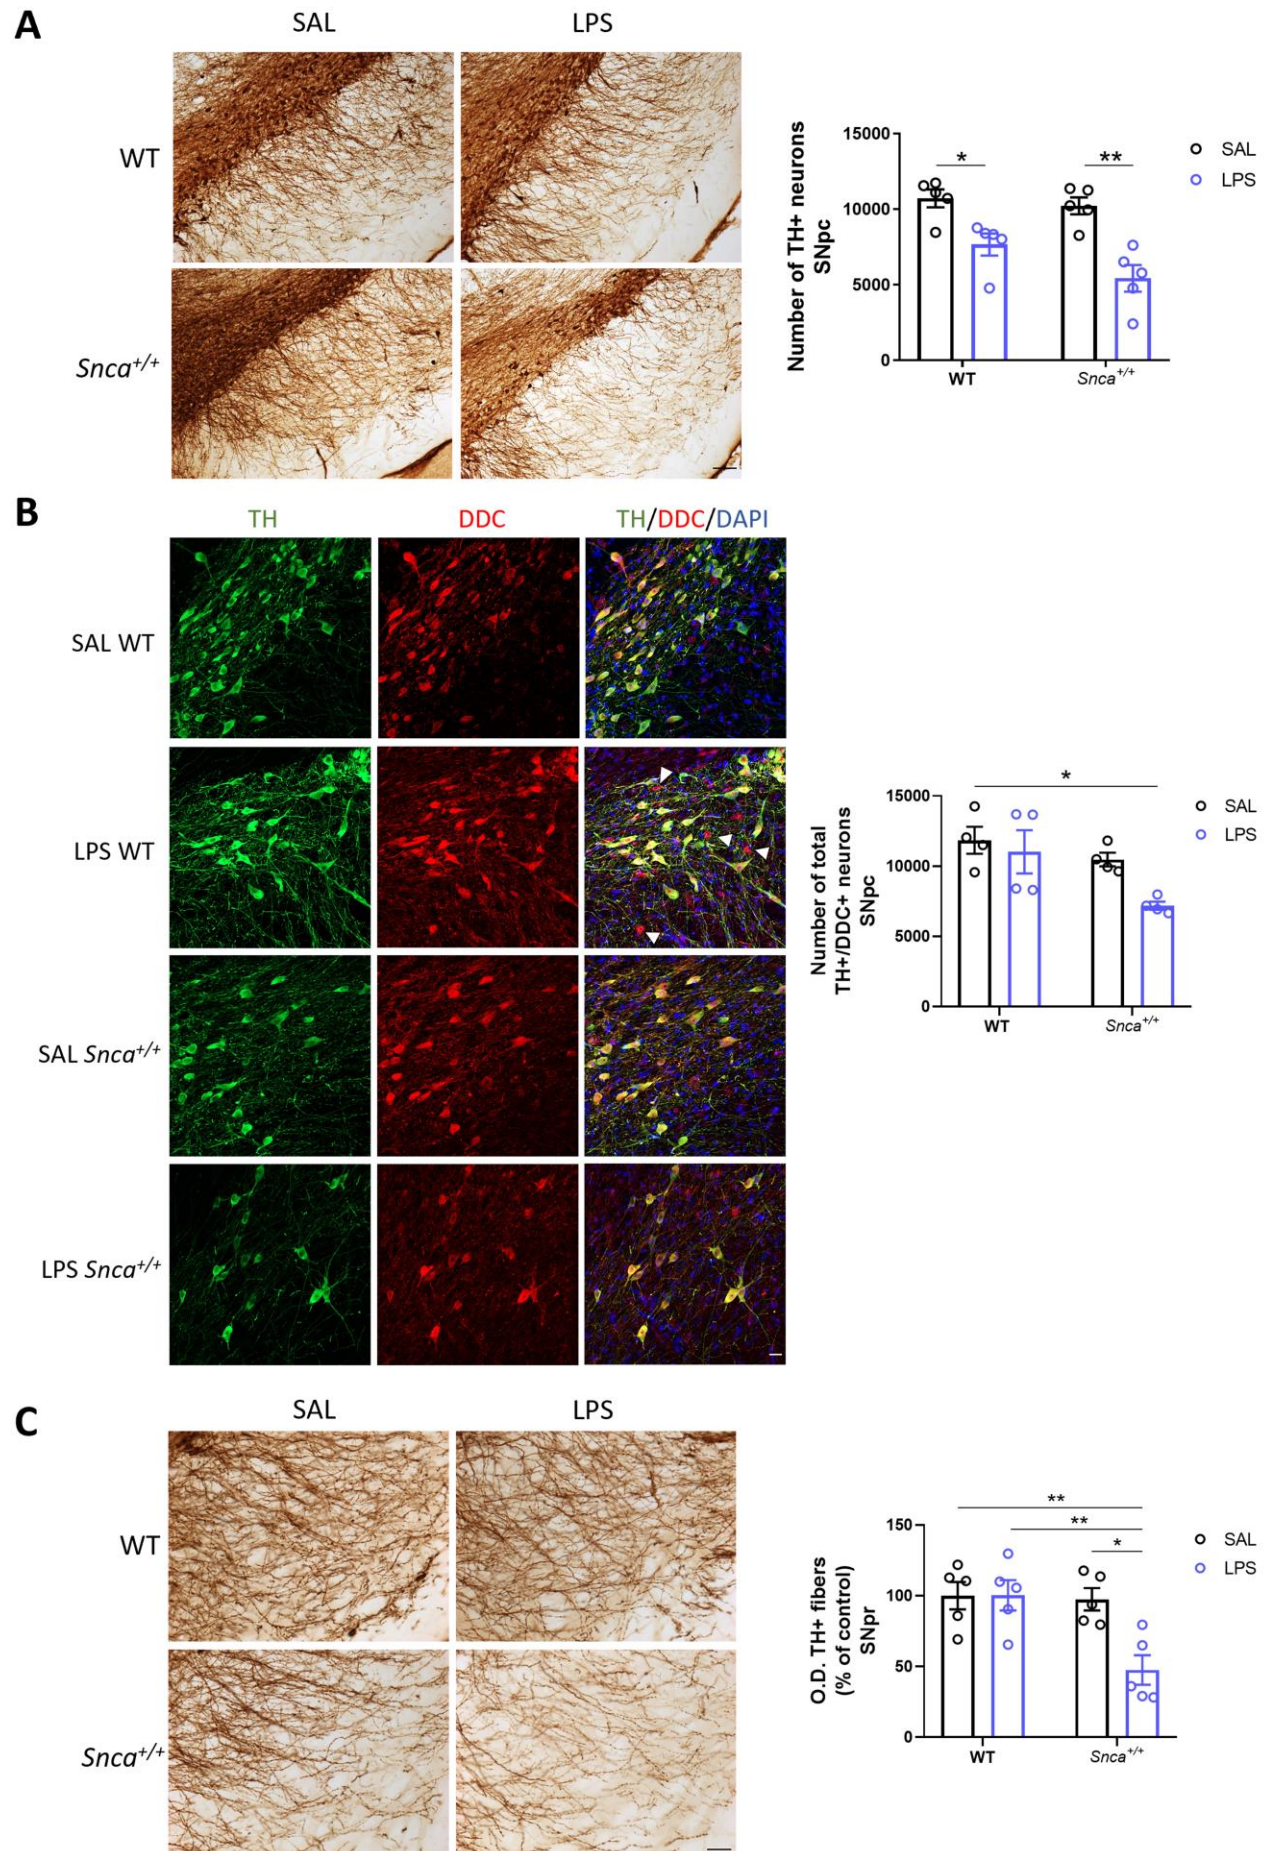 A
SAL LPS
WT
Snca+/+
Number of TH+ neurons
SNpc
15000
10000
5000
0
* **
WT Snca+/+
SAL
LPS
B
TH DDC TH/DDC/DAPI
SAL WT
LPS WT
SAL Snca+/+
LPS Snca+/+
Number of total
TH+/DDC+ neurons
SNpc
15000
10000
5000
0
*
WT Snca+/+
SAL
LPS
C
SAL LPS
WT
Snca+/+
O.D. TH+ fibers
(% of control)
SNpr
150
100
50
0
**
**
*
WT Snca+/+
SAL
LPS